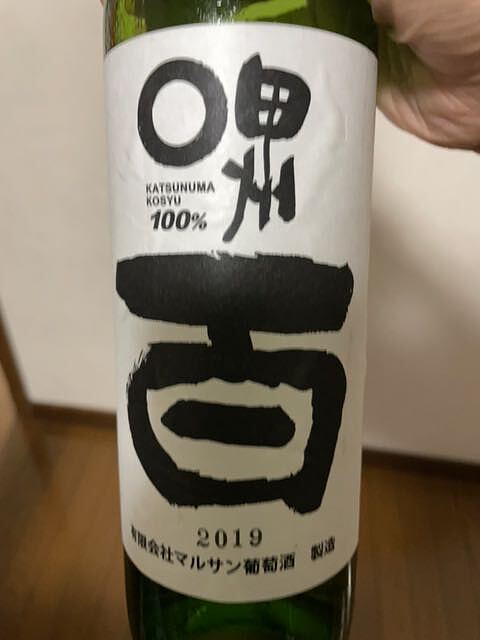 甲州
KATSUNUMA
KOSYU
100%
百
2019
有限会社マルサン葡萄酒 製造